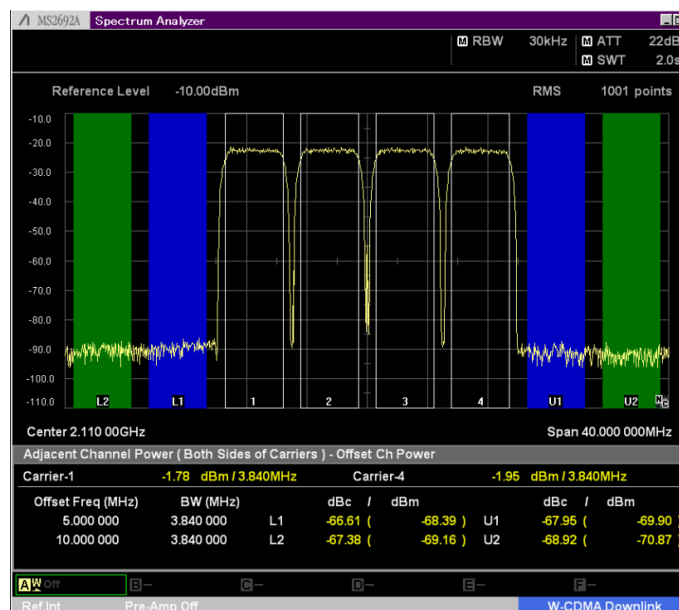 MS2692A Spectrum Analyzer
M RBW 30kHz M ATT 22dB
M SWT 2.0s
Reference Level -10.00dBm RMS 1001 points
-10.0
-20.0
-30.0
-40.0
-50.0
-60.0
-70.0
-80.0
-90.0
-100.0
-110.0
L2 L1 1 2 3 4 U1 U2
Center 2.110 00GHz Span 40.000 000MHz
Adjacent Channel Power ( Both Sides of Carriers ) - Offset Ch Power
Carrier-1 -1.78 dBm / 3.840MHz Carrier-4 -1.95 dBm / 3.840MHz
Offset Freq (MHz) BW (MHz) dBc / dBm dBc / dBm
5.000 000 3.840 000 L1 -66.61 ( -68.39 ) U1 -67.95 ( -69.90
10.000 000 3.840 000 L2 -67.38 ( -69.16 ) U2 -68.92 ( -70.87
A W Off B— C— D— E— F—
Ref.Int Pre-Amp Off W-CDMA Downlink